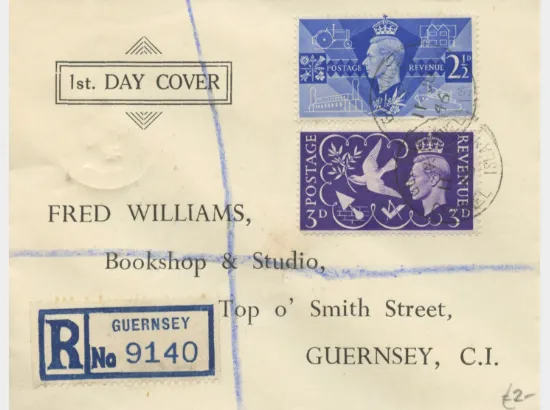 1st. DAY COVER
POSTAGE REVENUE 2½D
POSTAGE REVENUE
3D 3D
FRED WILLIAMS,
Bookshop & Studio,
Top o' Smith Street,
GUERNSEY, C.I.
R GUERNSEY
No 9140
£2-